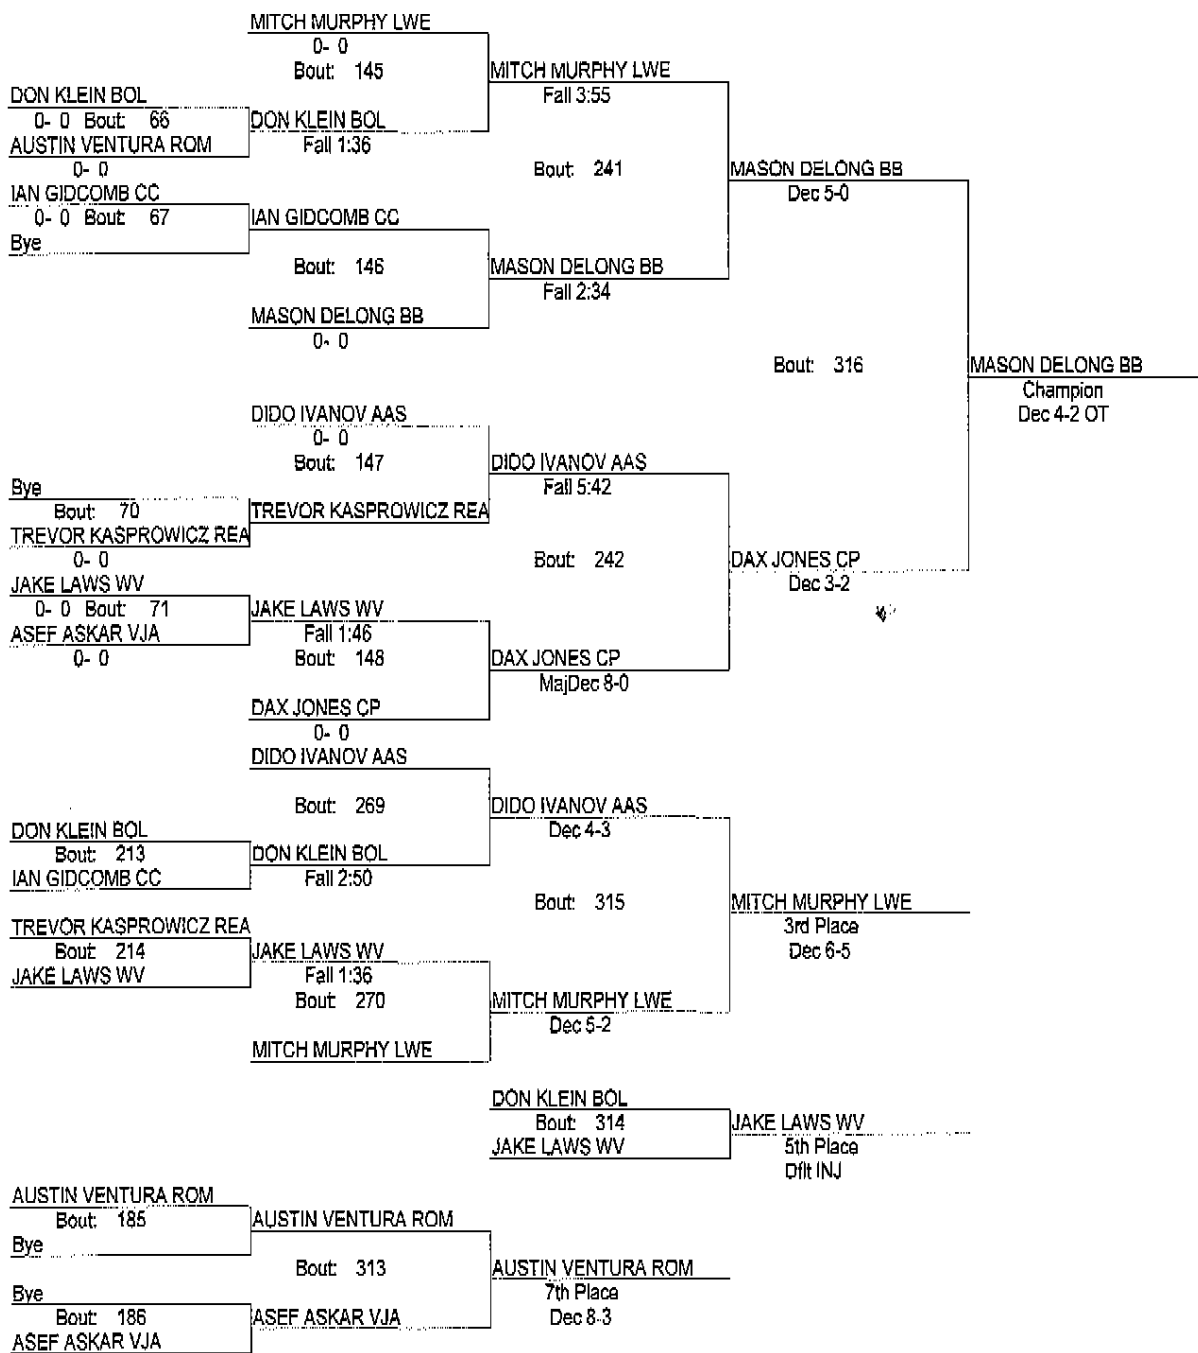 MITCH MURPHY LWE
0- 0
Bout: 145
MITCH MURPHY LWE
Fall 3:55
DON KLEIN BOL
0- 0 Bout: 66
DON KLEIN BOL
Fall 1:36
AUSTIN VENTURA ROM
0- 0
Bout: 241
MASON DELONG BB
Dec 5-0
IAN GIDCOMB CC
0- 0 Bout: 67
IAN GIDCOMB CC
Bye
Bout: 146
MASON DELONG BB
Fall 2:34
MASON DELONG BB
0- 0
Bout: 316
MASON DELONG BB
Champion
Dec 4-2 OT
DIDO IVANOV AAS
0- 0
Bout: 147
DIDO IVANOV AAS
Fall 5:42
Bye
Bout: 70
TREVOR KASPROWICZ REA
TREVOR KASPROWICZ REA
0- 0
Bout: 242
DAX JONES CP
Dec 3-2
JAKE LAWS WV
0- 0 Bout: 71
JAKE LAWS WV
Fall 1:46
ASEF ASKAR VJA
0- 0
Bout: 148
DAX JONES CP
MajDec 8-0
DAX JONES CP
0- 0
DIDO IVANOV AAS
Bout: 269
DIDO IVANOV AAS
Dec 4-3
DON KLEIN BOL
Bout: 213
DON KLEIN BOL
Fall 2:50
IAN GIDCOMB CC
Bout: 315
MITCH MURPHY LWE
3rd Place
Dec 6-5
TREVOR KASPROWICZ REA
Bout: 214
JAKE LAWS WV
Fall 1:36
JAKE LAWS WV
Bout: 270
MITCH MURPHY LWE
Dec 5-2
MITCH MURPHY LWE
DON KLEIN BOL
Bout: 314
JAKE LAWS WV
5th Place
Dflt INJ
JAKE LAWS WV
AUSTIN VENTURA ROM
Bout: 185
AUSTIN VENTURA ROM
Bye
Bout: 313
AUSTIN VENTURA ROM
7th Place
Dec 8-3
Bye
Bout: 186
ASEF ASKAR VJA
ASEF ASKAR VJA